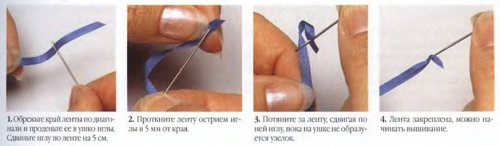 1. Обрежьте край ленты по диаго-
нали и проденьте ее в ушко иглы.
Сдвиньте иглу по ленте на 5 см.
2. Проткните ленту острием иг-
лы в 5 мм от края.
3. Потяните за ленту, сдвигая по
ней иглу, пока на ушке не образу-
ется узелок.
4. Лента закреплена, можно на-
чинать вышивание.